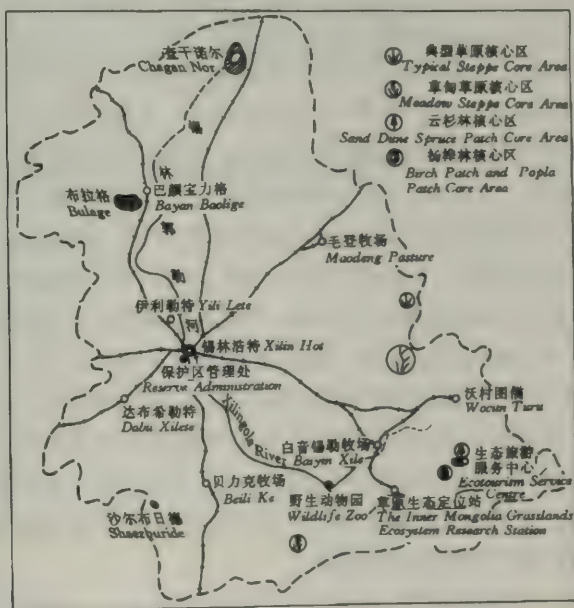 查干诺尔
Chagan Nor
典型草原核心区
Typical Steppe Core Area
草甸草原核心区
Meadow Steppe Core Area
云杉林核心区
Sand Dune Spruce Patch Core Area
杨桦林核心区
Birch Patch and Popla
Patch Core Area
锡
林
郭
勒
河
布拉格
Bulage
巴颜宝力格
Bayan Baolige
毛登牧场
Maodeng Pasture
伊利勒特 Yili Lete
锡林浩特 Xilin Hot
保护区管理处
Reserve Administration
达布希勒特
Dabu Xilete
沃村图儒
Wocun Turu
Xilingola River
白音锡勒牧场
Baiyin Xile
生态旅游
服务中心
Ecotourism Service
Centre
贝力克牧场
Beili Ke
野生动物园
Wildlife Zoo
草原生态定位站
The Inner Mongolia Grasslands
Ecosystem Research Station
沙尔布日德
Shaerburide